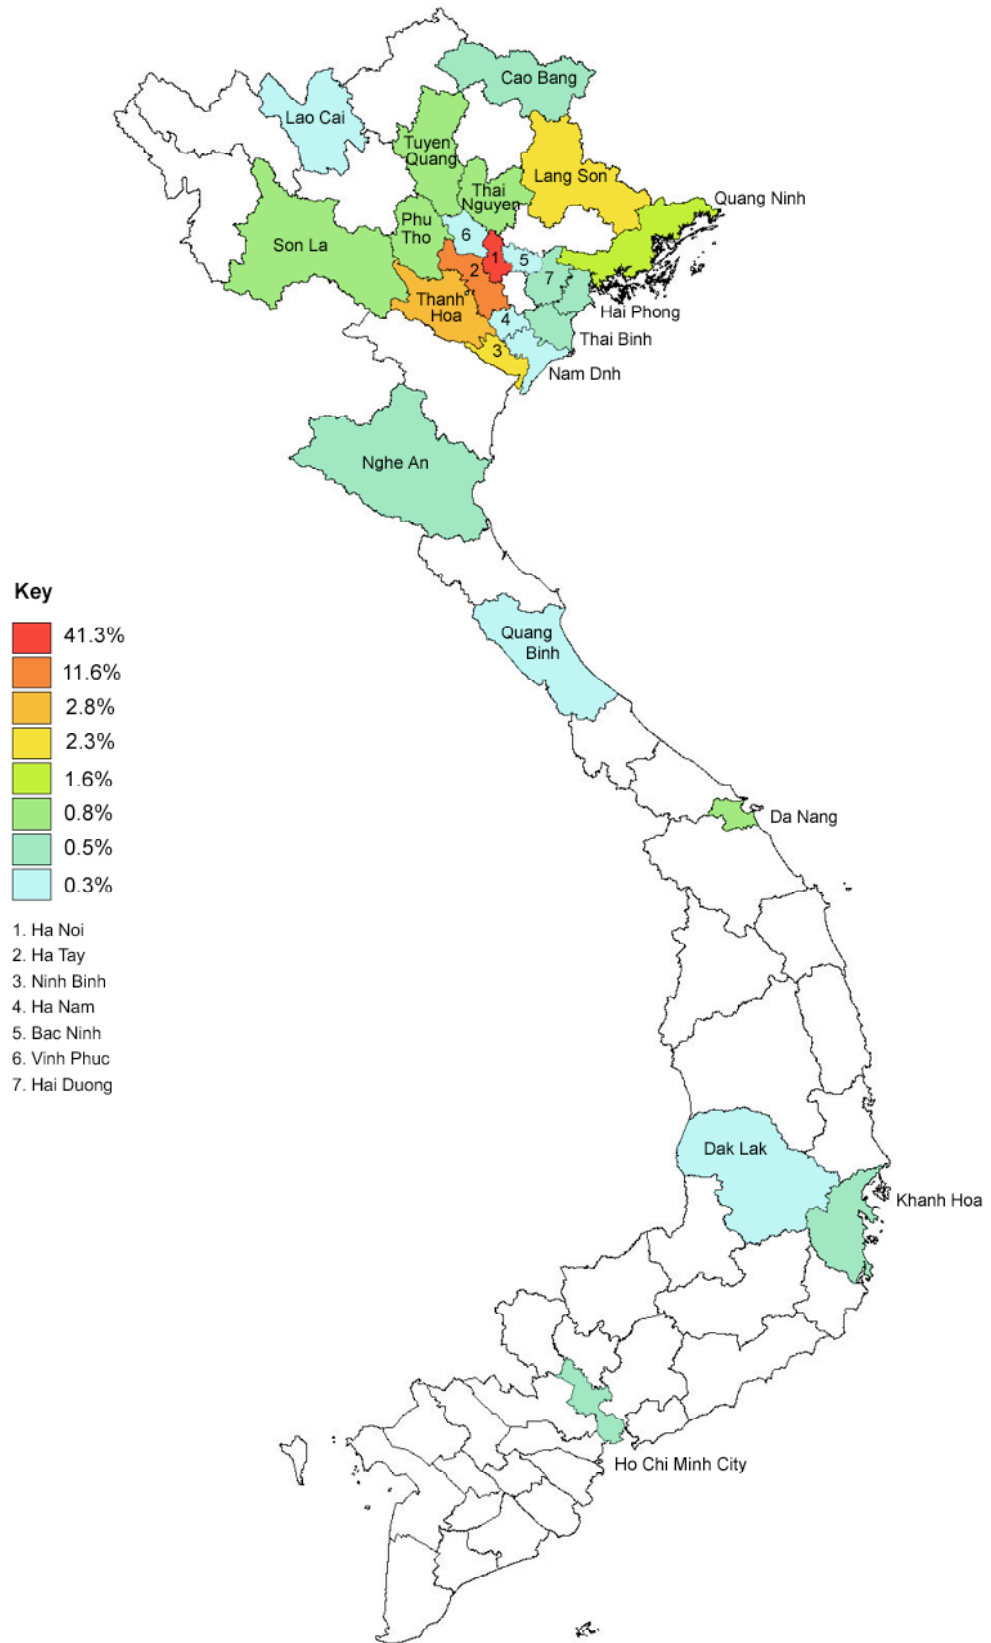 Cao Bang
Lao Cai
Tuyen
Quang
Lang Son
Thai
Nguyen
Quang Ninh
Phu
Tho
6
Son La
1
5
2
7
Thanh
Hoa
Hai Phong
4
Thai Binh
3
Nam Dnh
Nghe An
Key
41.3%
11.6%
2.8%
2.3%
1.6%
0.8%
0.5%
0.3%
1. Ha Noi
2. Ha Tay
3. Ninh Binh
4. Ha Nam
5. Bac Ninh
6. Vinh Phuc
7. Hai Duong
Quang
Binh
Da Nang
Dak Lak
Khanh Hoa
Ho Chi Minh City